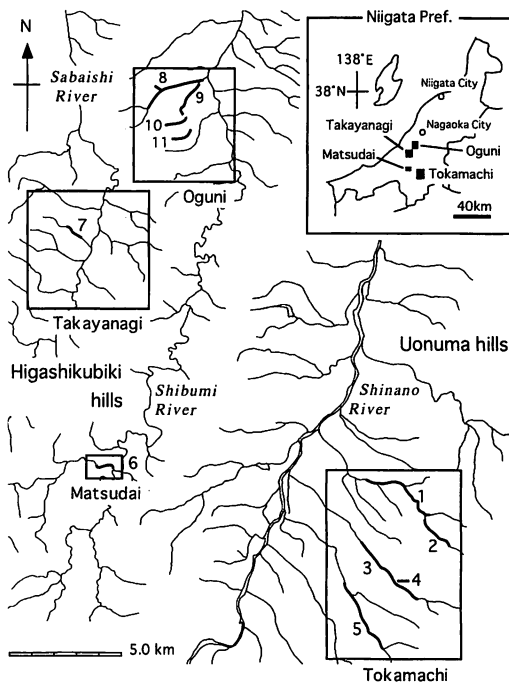 N
Sabaishi
River
8
9
10
11
Oguni
Niigata Pref.
138°E
38°N
Niigata City
Nagaoka City
Takayanagi
Oguni
Matsudai
Tokamachi
40km
7
Takayanagi
Higashikubiki
hills
Shibumi
River
Uonuma hills
Shinano
River
6
Matsudai
1
2
3
4
5
5.0 km
Tokamachi